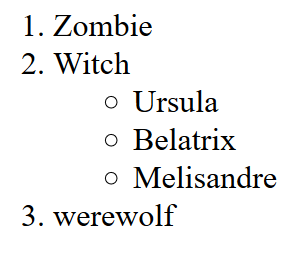 1. Zombie
2. Witch
○ Ursula
○ Belatrix
○ Melisandre
3. werewolf